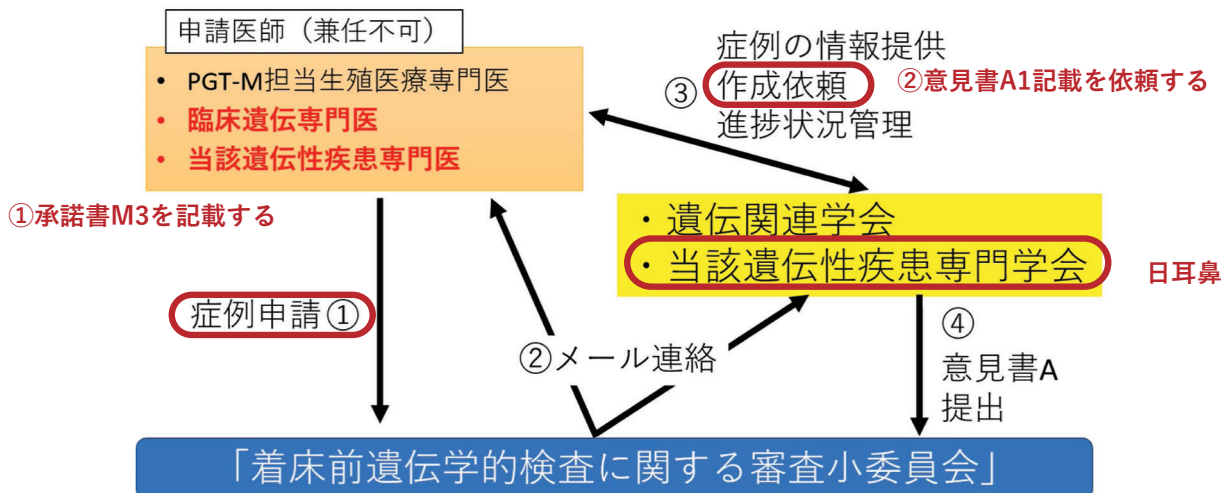 申請医師（兼任不可）
• PGT-M担当生殖医療専門医
• 臨床遺伝専門医
• 当該遺伝性疾患専門医
症例の情報提供
③ 作成依頼
進捗状況管理
②意見書A1記載を依頼する
①承諾書M3を記載する
・遺伝関連学会
・当該遺伝性疾患専門学会
日耳鼻
症例申請①
②メール連絡
④
意見書A
提出
「着床前遺伝学的検査に関する審査小委員会」